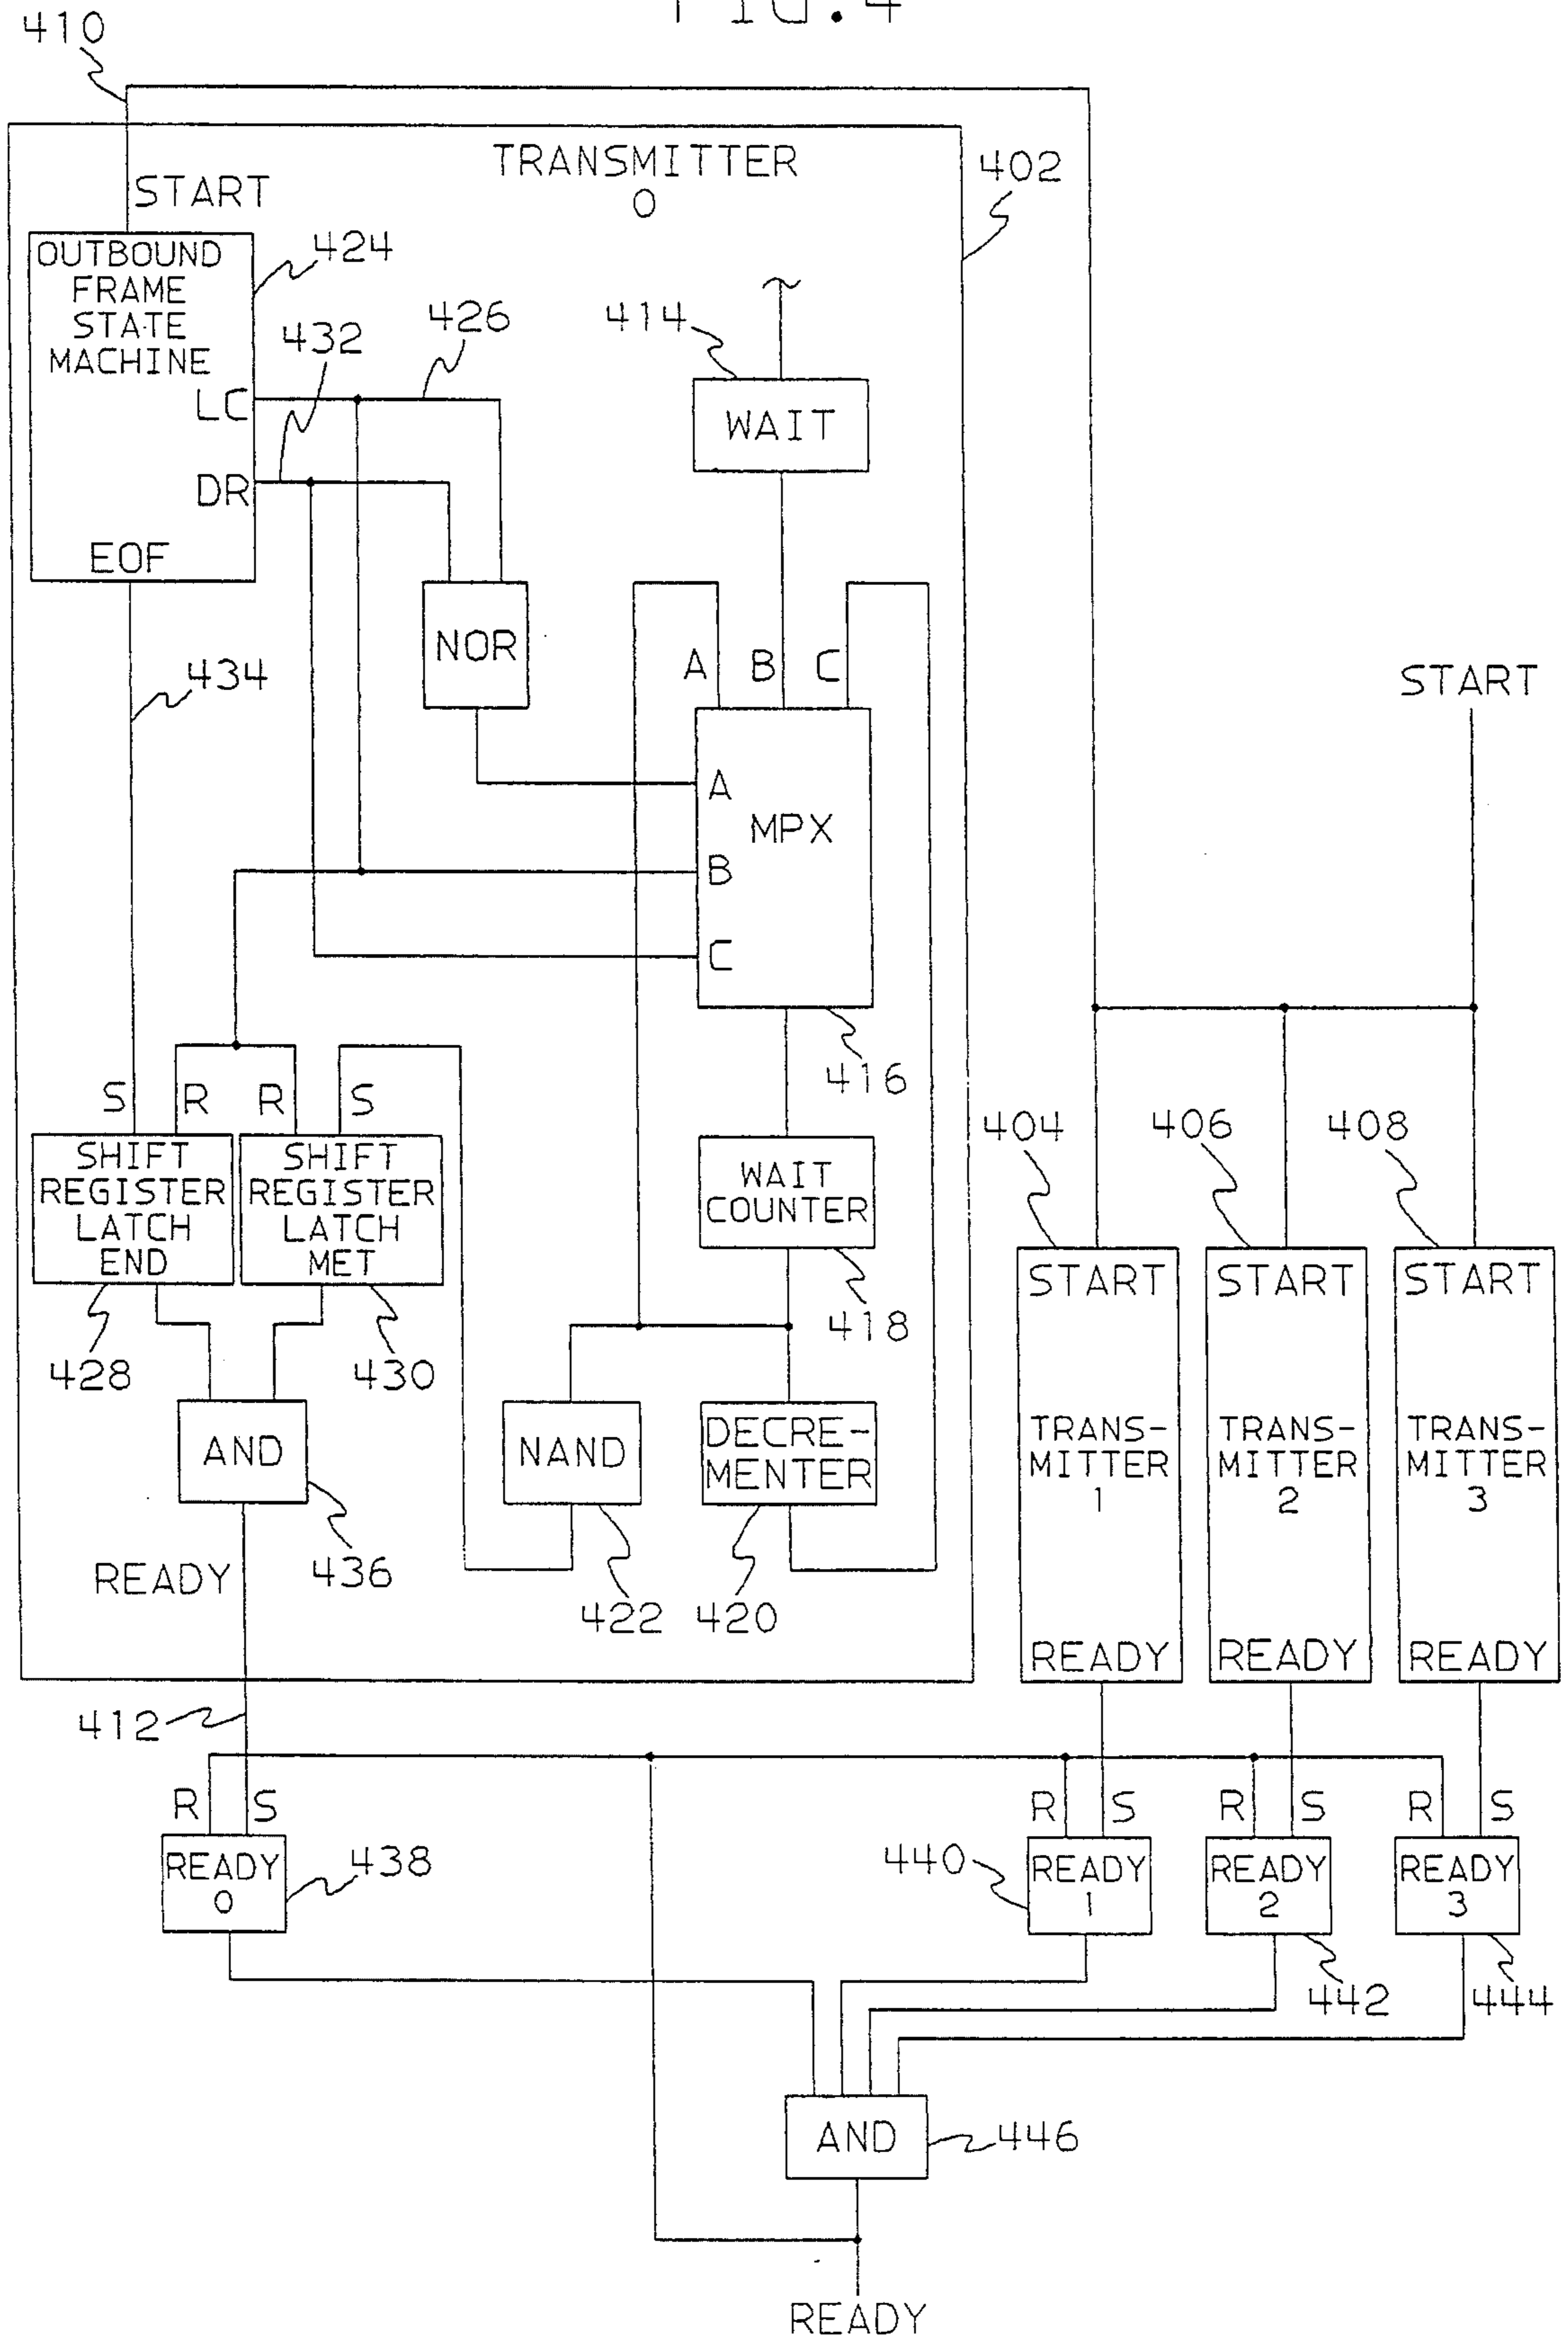 FIG.4
410
TRANSMITTER
0
402
START
OUTBOUND
FRAME
STATE
MACHINE
424
432
426
414
WAIT
LC
DR
EOF
NOR
434
A B C
START
A
MPX
B
C
416
S R R S
404
406
408
SHIFT
REGISTER
LATCH
END
SHIFT
REGISTER
LATCH
MET
WAIT
COUNTER
428
430
418
START
START
START
AND
NAND
DECRE-
MENTER
TRANS-
MITTER
1
TRANS-
MITTER
2
TRANS-
MITTER
3
READY
436
422
420
READY
READY
READY
412
R S
R S
R S
R S
READY
0
438
440
READY
1
READY
2
READY
3
442
444
AND
446
READY